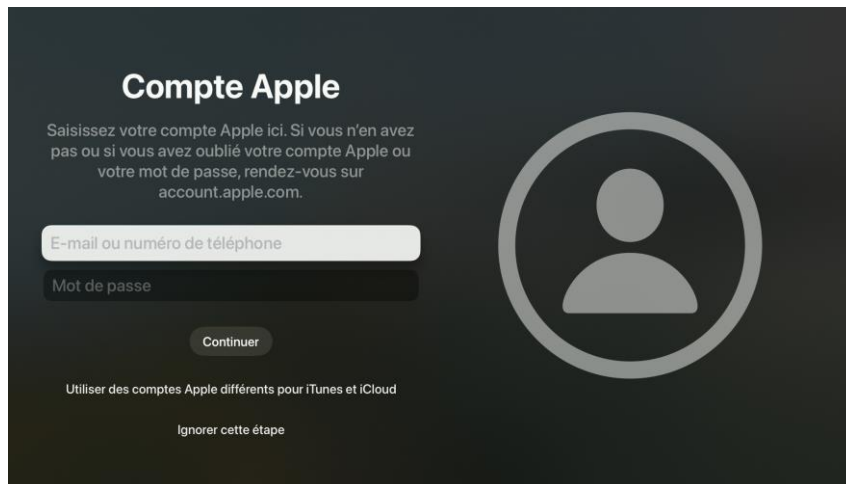 Compte Apple
Saisissez votre compte Apple ici. Si vous n'en avez
pas ou si vous avez oublié votre compte Apple ou
votre mot de passe, rendez-vous sur
account.apple.com.
E-mail ou numéro de téléphone
Mot de passe
Continuer
Utiliser des comptes Apple différents pour iTunes et iCloud
Ignorer cette étape